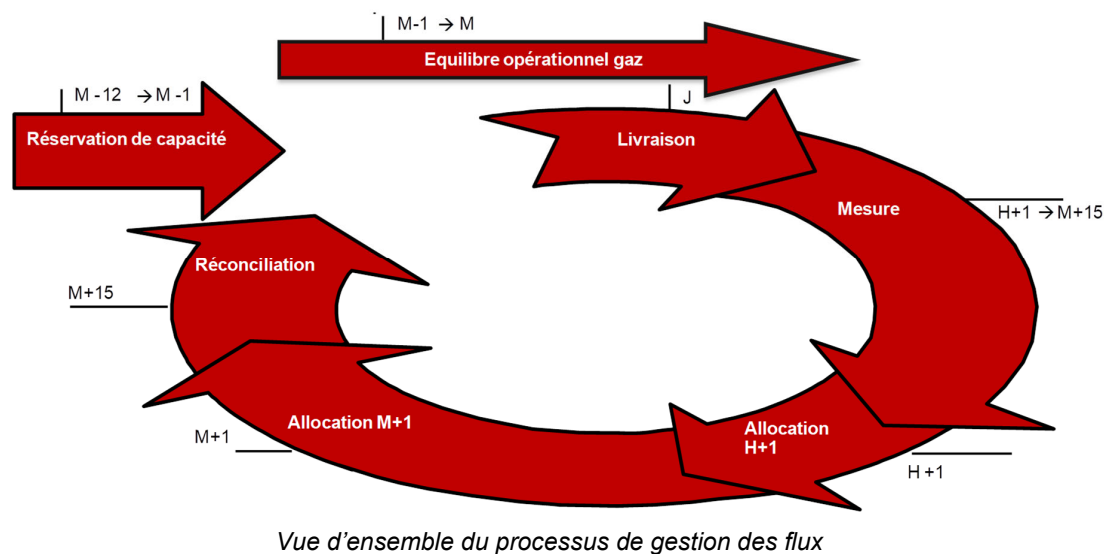 M-1 → M
Equilibre opérationnel gaz
M -12 → M -1
J
Réservation de capacité
Livraison
Mesure
H+1 → M+15
Réconciliation
M+15
Allocation M+1
Allocation
H+1
M+1
H +1
Vue d’ensemble du processus de gestion des flux